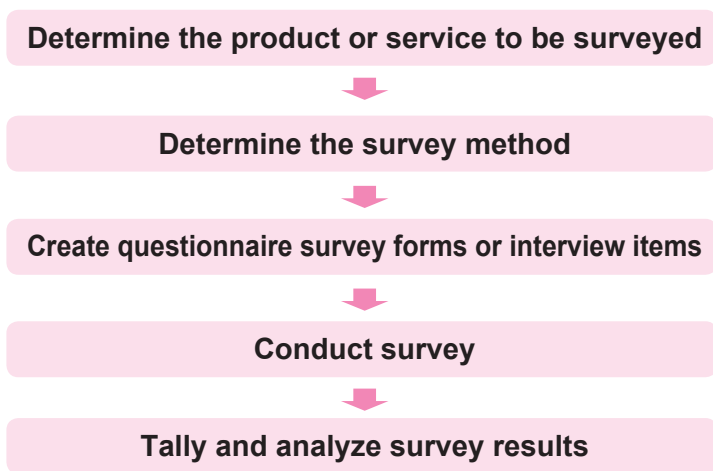 Determine the product or service to be surveyed
Determine the survey method
Create questionnaire survey forms or interview items
Conduct survey
Tally and analyze survey results